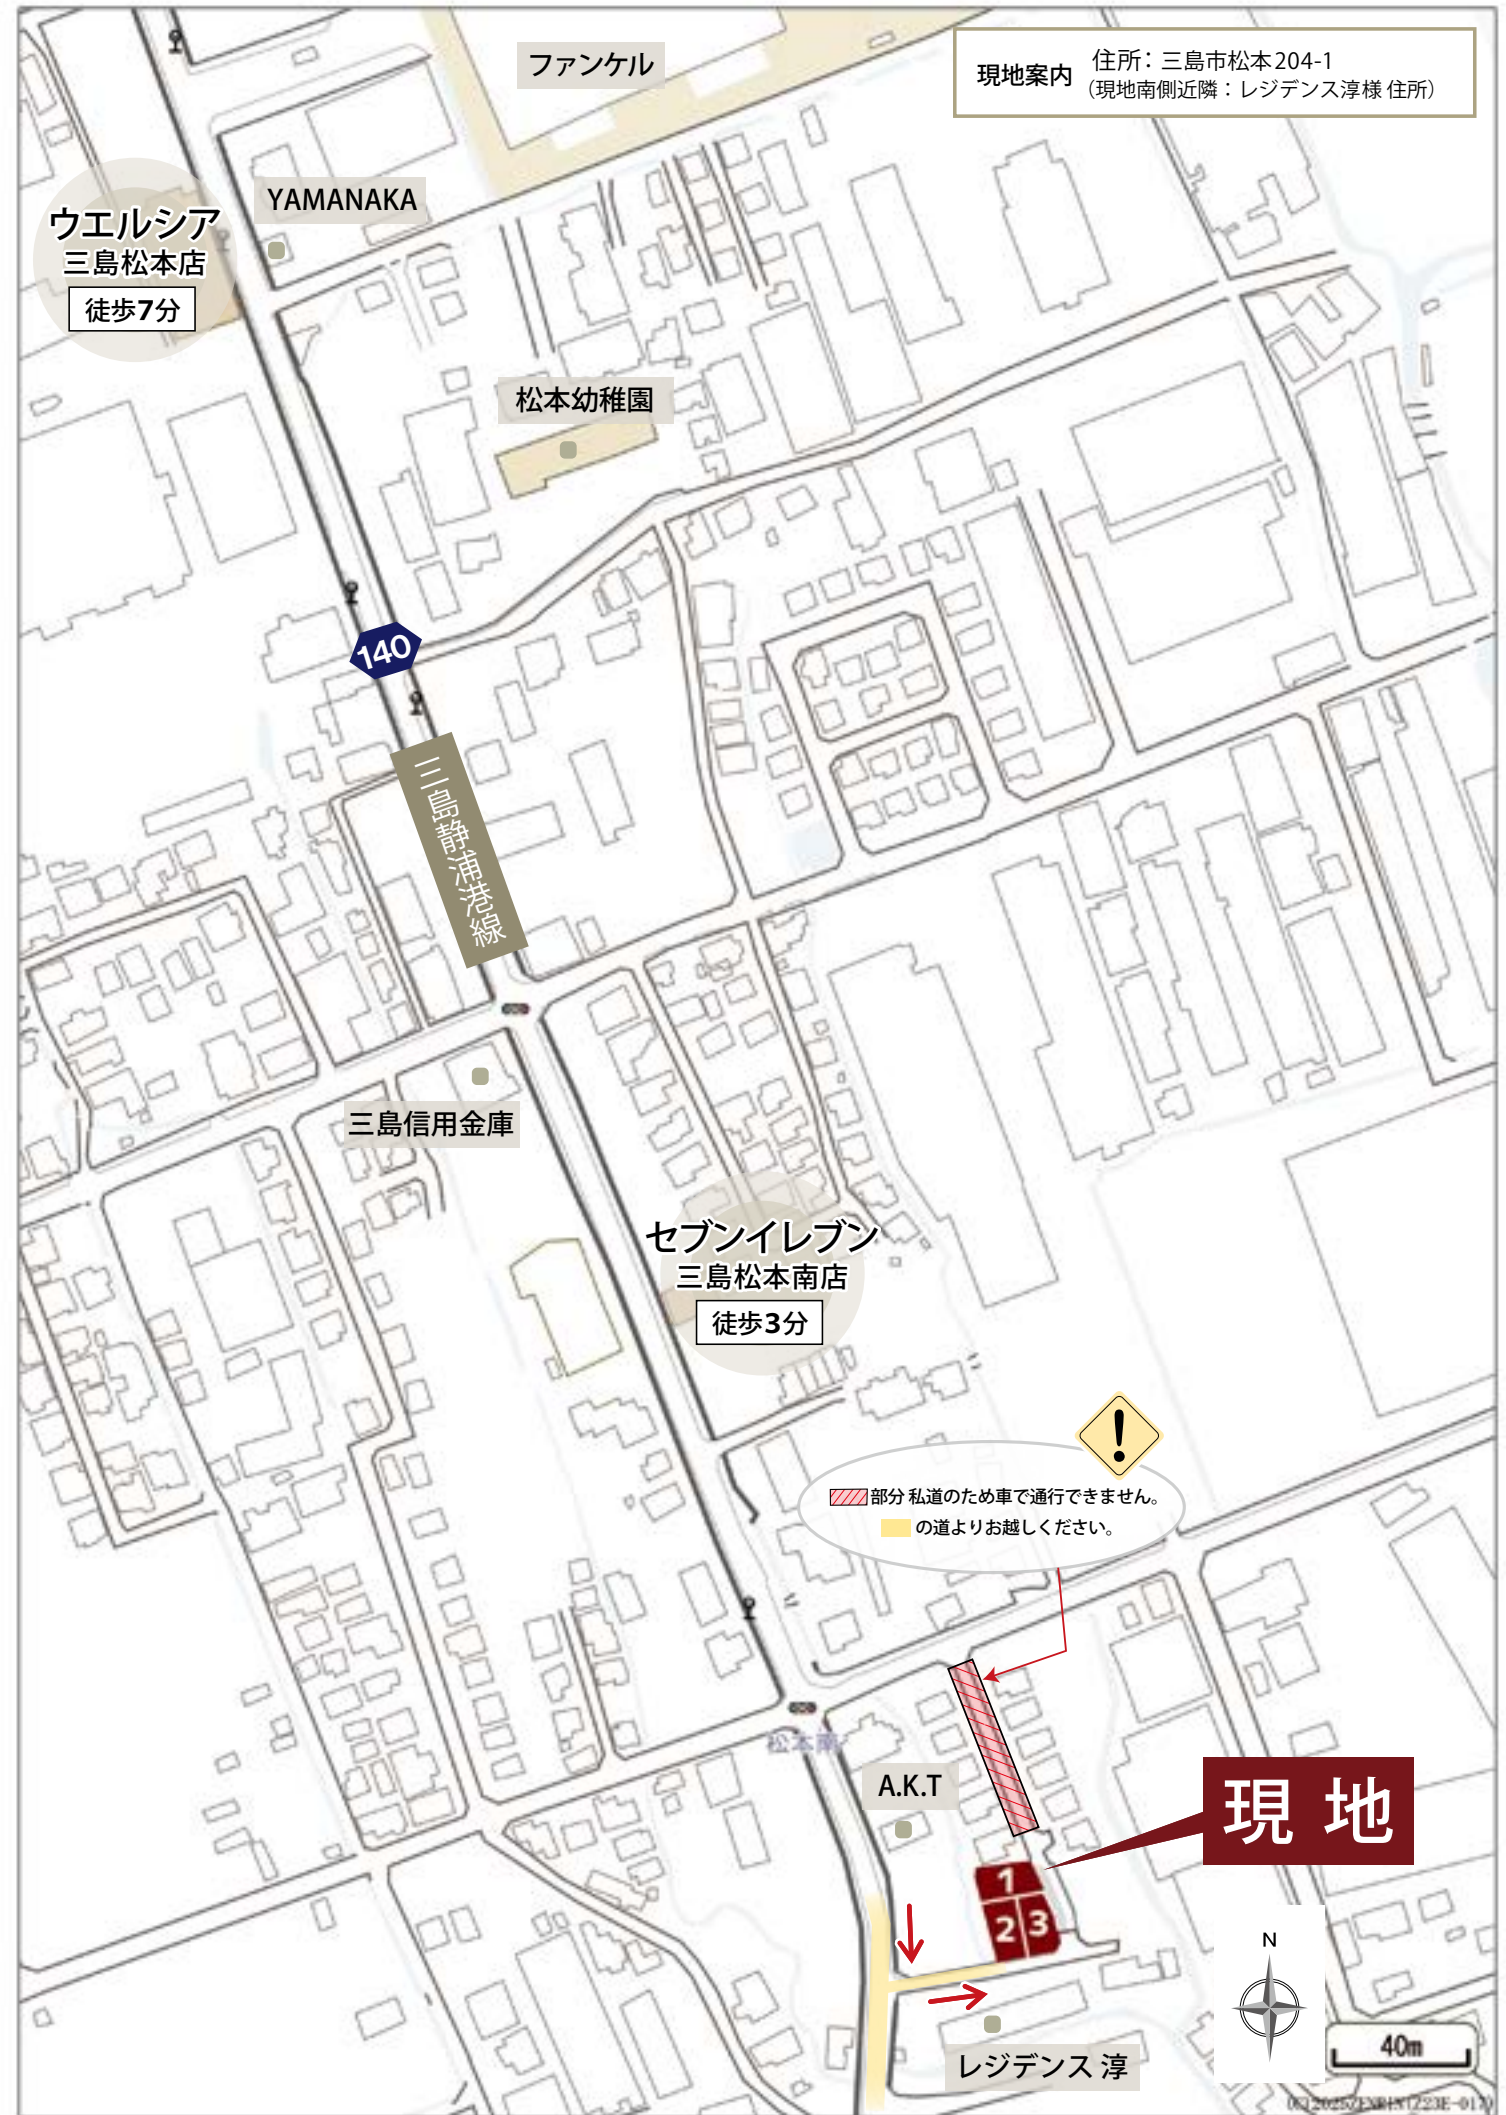 ファンケル
現地案内
住所：三島市松本204-1
（現地南側近隣：レジデンス淳様 住所）
YAMANAKA
ウエルシア
三島松本店
徒歩7分
松本幼稚園
140
三島静浦港線
三島信用金庫
セブンイレブン
三島松本南店
徒歩3分
!
部分 私道のため車で通行できません。
の道よりお越しください。
松本南
A.K.T
現 地
1
2
3
N
レジデンス 淳
40m